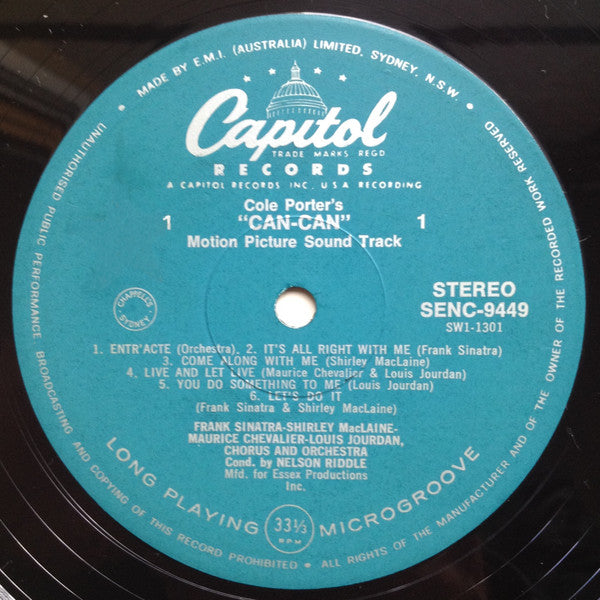 • MADE BY E.M.I. (AUSTRALIA) LIMITED, SYDNEY, N.S.W. •
Capitol
TRADE MARKS REGD
RECORDS
A CAPITOL RECORDS INC. U.S.A RECORDING
Cole Porter's
1 "CAN-CAN" 1
Motion Picture Sound Track
CHAPPELL'S
SYDNEY
STEREO
SENC-9449
SW1-1301
1. ENTR'ACTE (Orchestra). 2. IT'S ALL RIGHT WITH ME (Frank Sinatra)
3. COME ALONG WITH ME (Shirley MacLaine)
4. LIVE AND LET LIVE (Maurice Chevalier & Louis Jourdan)
5. YOU DO SOMETHING TO ME (Louis Jourdan)
6. LET'S DO IT
(Frank Sinatra & Shirley MacLaine)
FRANK SINATRA-SHIRLEY MacLAINE-
MAURICE CHEVALIER-LOUIS JOURDAN,
CHORUS AND ORCHESTRA
Cond. by NELSON RIDDLE
Mfd. for Essex Productions
Inc.
LONG PLAYING 33⅓ MICROGROOVE
RPM
UNAUTHORISED PUBLIC PERFORMANCE BROADCASTING AND COPYING OF THIS RECORD PROHIBITED • ALL RIGHTS OF THE MANUFACTURER AND OF THE OWNER OF THE RECORDED WORK RESERVED